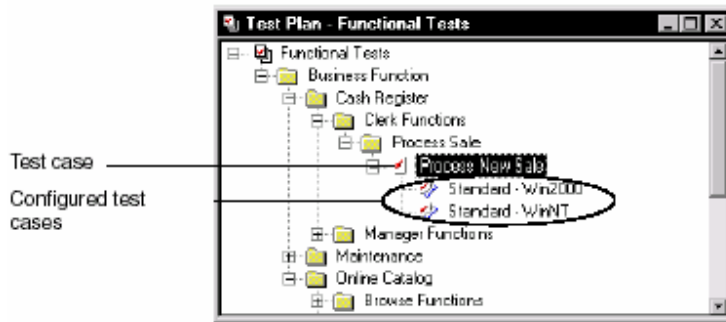 Test Plan - Functional Tests
Functional Tests
Business Function
Cash Register
Clerk Functions
Process Sale
Test case
Process New Sale
Configured test
cases
Standard - Win2000
Standard - WinNT
Manager Functions
Maintenance
Online Catalog
Browse Functions